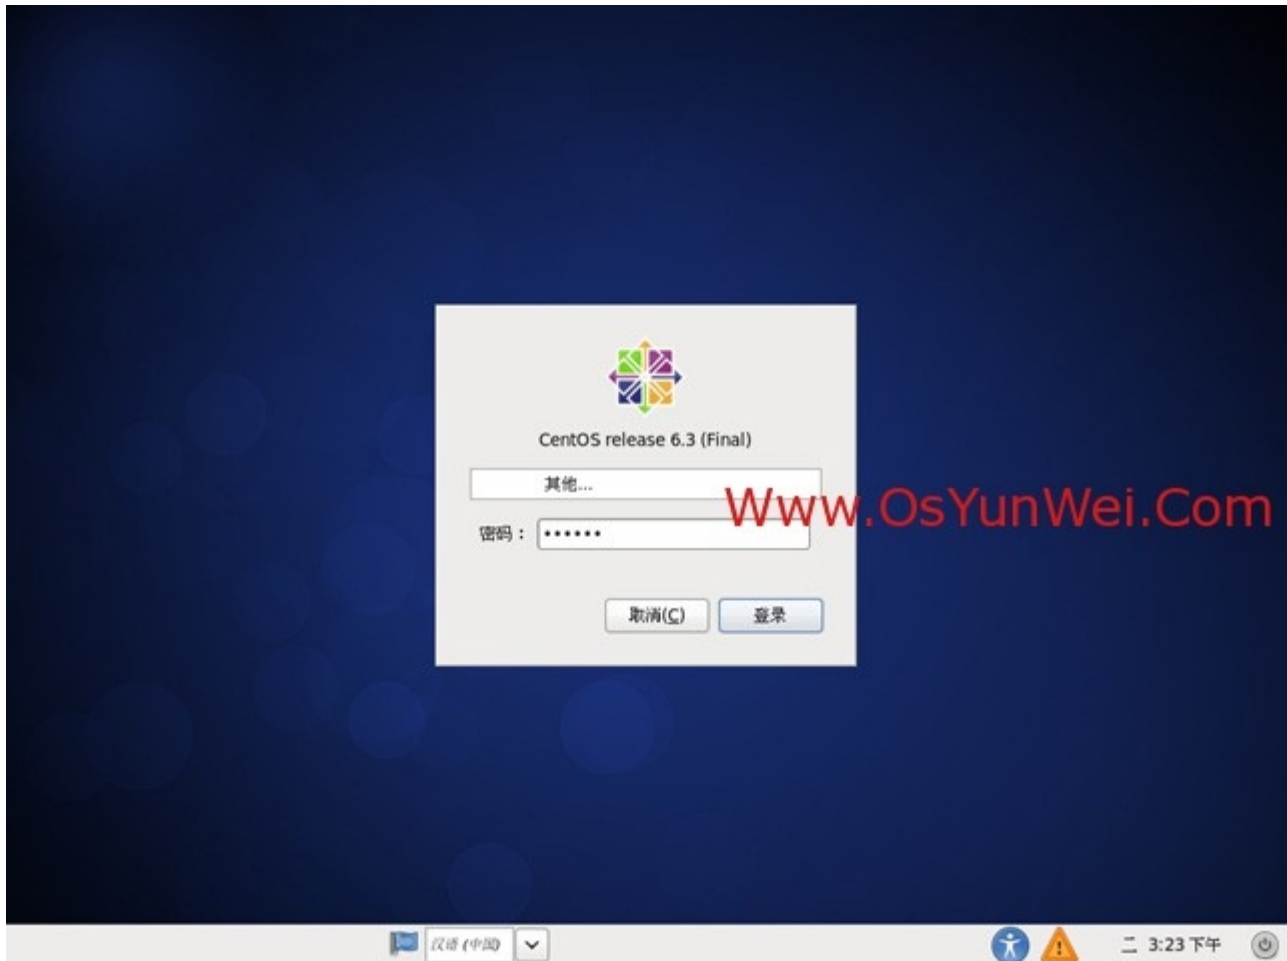 CentOS release 6.3 (Final)
其他...
Www.OsYunWei.Com
密码：
取消(C)
登录
汉语 (中国)
二 3:23 下午